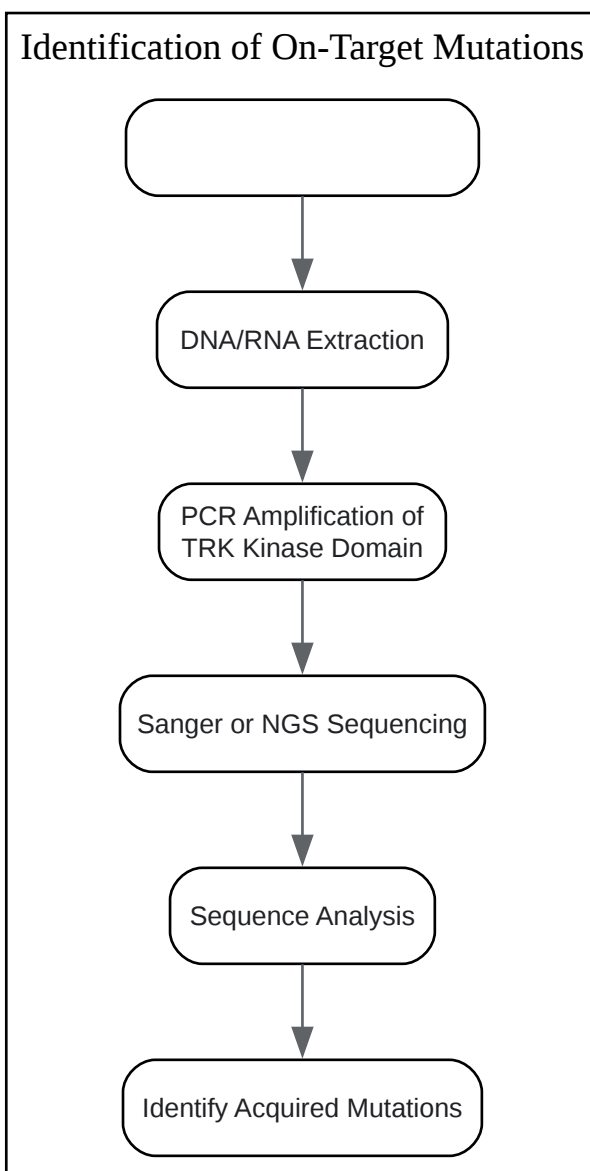 Identification of On-Target Mutations
DNA/RNA Extraction
PCR Amplification of
TRK Kinase Domain
Sanger or NGS Sequencing
Sequence Analysis
Identify Acquired Mutations